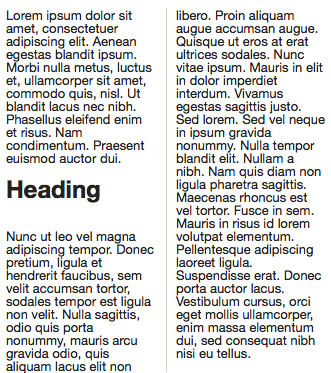 Lorem ipsum dolor sit
amet, consectetuer
adipiscing elit. Aenean
egestas blandit ipsum.
Morbi nulla metus, luctus
et, ullamcorper sit amet,
commodo quis, nisl. Ut
blandit lacus nec nibh.
Phasellus eleifend enim
et risus. Nam
condimentum. Praesent
euismod auctor dui.
Heading
Nunc ut leo vel magna
adipiscing tempor. Donec
pretium, ligula et
hendrerit faucibus, sem
velit accumsan tortor,
sodales tempor est ligula
non velit. Nulla sagittis,
odio quis porta
nonummy, mauris arcu
gravida odio, quis
aliquam lacus elit non
libero. Proin aliquam
augue accumsan augue.
Quisque ut eros at erat
ultrices sodales. Nunc
vitae ipsum. Mauris in elit
in dolor imperdiet
interdum. Vivamus
egestas sagittis justo.
Sed lorem. Sed vel neque
in ipsum gravida
nonummy. Nulla tempor
blandit elit. Nullam a
nibh. Nam quis diam non
ligula pharetra sagittis.
Maecenas rhoncus est
vel tortor. Fusce in sem.
Mauris in risus id lorem
volutpat elementum.
Pellentesque adipiscing
laoreet ligula.
Suspendisse erat. Donec
porta auctor lacus.
Vestibulum cursus, orci
eget mollis ullamcorper,
enim massa elementum
dui, sed consequat nibh
nisi eu tellus.